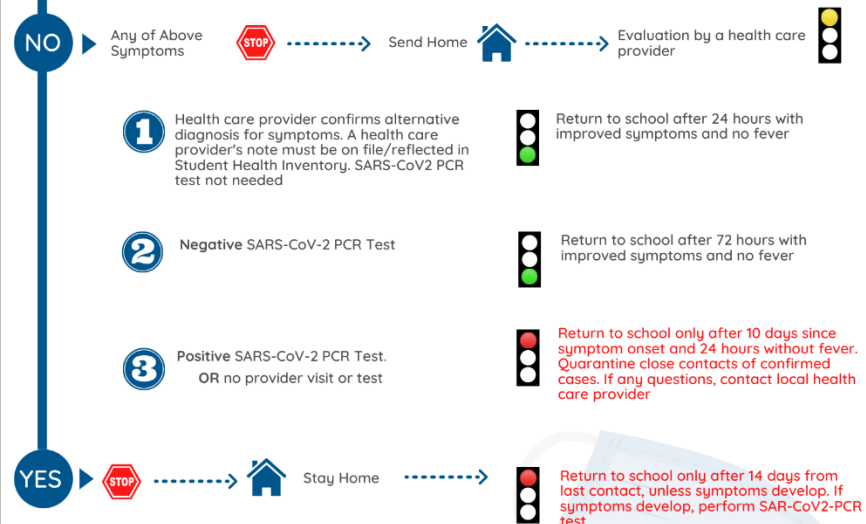 NO
Any of Above
Symptoms
STOP
Send Home
Evaluation by a health care
provider
1
Health care provider confirms alternative
diagnosis for symptoms. A health care
provider's note must be on file/reflected in
Student Health Inventory. SARS-CoV2 PCR
test not needed
Return to school after 24 hours with
improved symptoms and no fever
2
Negative SARS-CoV-2 PCR Test
Return to school after 72 hours with
improved symptoms and no fever
3
Positive SARS-CoV-2 PCR Test.
OR no provider visit or test
Return to school only after 10 days since
symptom onset and 24 hours without fever.
Quarantine close contacts of confirmed
cases. If any questions, contact local health
care provider
YES
STOP
Stay Home
Return to school only after 14 days from
last contact, unless symptoms develop. If
symptoms develop, perform SAR-CoV2-PCR
test